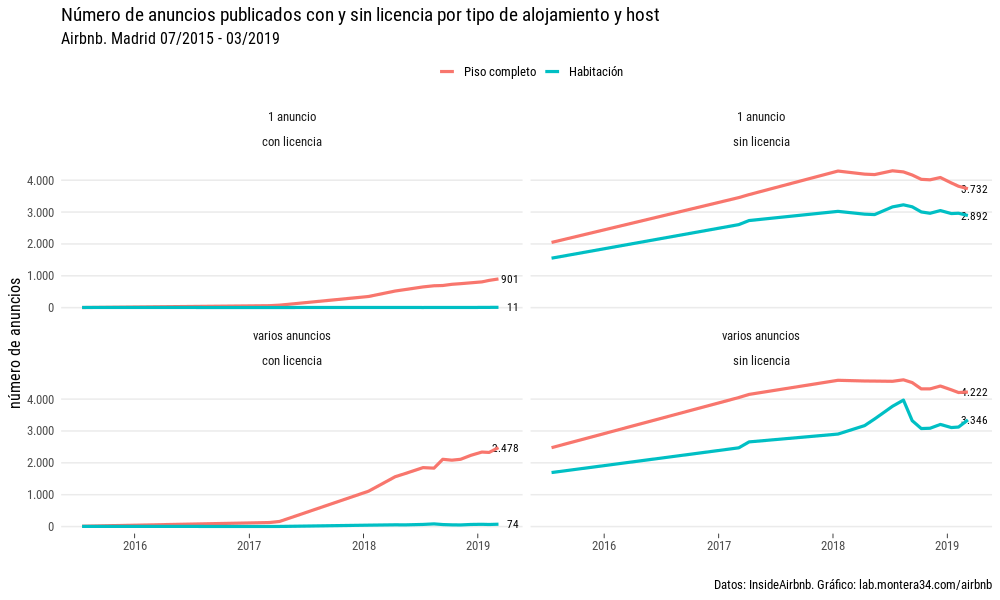 Número de anuncios publicados con y sin licencia por tipo de alojamiento y host
Airbnb. Madrid 07/2015 - 03/2019
Piso completo Habitación
1 anuncio
con licencia
1 anuncio
sin licencia
número de anuncios
4.000
3.000
2.000
1.000
0
901
11
3.732
2.892
varios anuncios
con licencia
varios anuncios
sin licencia
4.000
3.000
2.000
1.000
0
2.478
74
4.222
3.346
2016 2017 2018 2019
2016 2017 2018 2019
Datos: InsideAirbnb. Gráfico: lab.montera34.com/airbnb